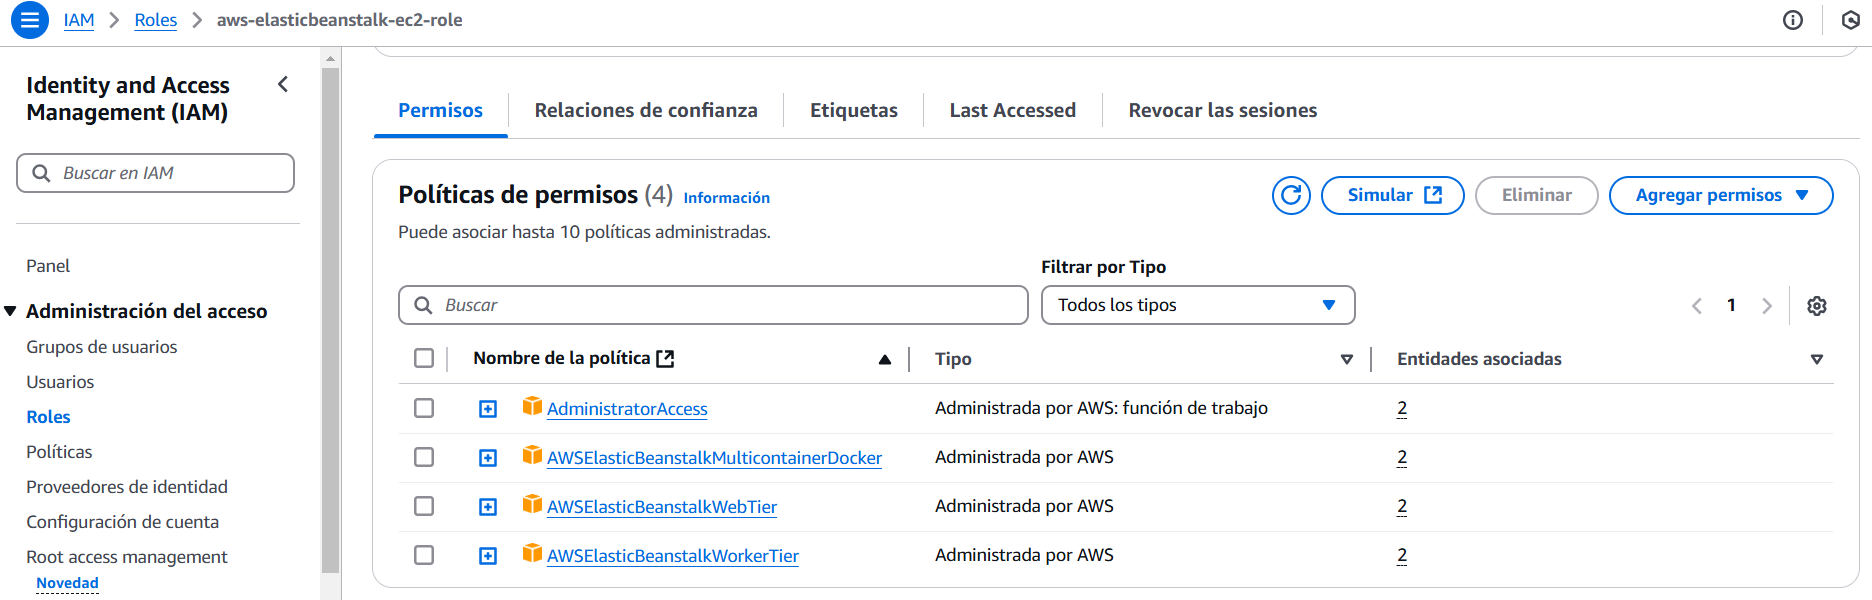 IAM > Roles > aws-elasticbeanstalk-ec2-role
Identity and Access Management (IAM)
Buscar en IAM
Panel
Administración del acceso
Grupos de usuarios
Usuarios
Roles
Políticas
Proveedores de identidad
Configuración de cuenta
Root access management
Novedad
Permisos Relaciones de confianza Etiquetas Last Accessed Revocar las sesiones
Políticas de permisos (4) Información
Simular Eliminar Agregar permisos
Puede asociar hasta 10 políticas administradas.
Filtrar por Tipo
Buscar Todos los tipos 1
Nombre de la política Tipo Entidades asociadas
AdministratorAccess Administrada por AWS: función de trabajo 2
AWSElasticBeanstalkMulticontainerDocker Administrada por AWS 2
AWSElasticBeanstalkWebTier Administrada por AWS 2
AWSElasticBeanstalkWorkerTier Administrada por AWS 2